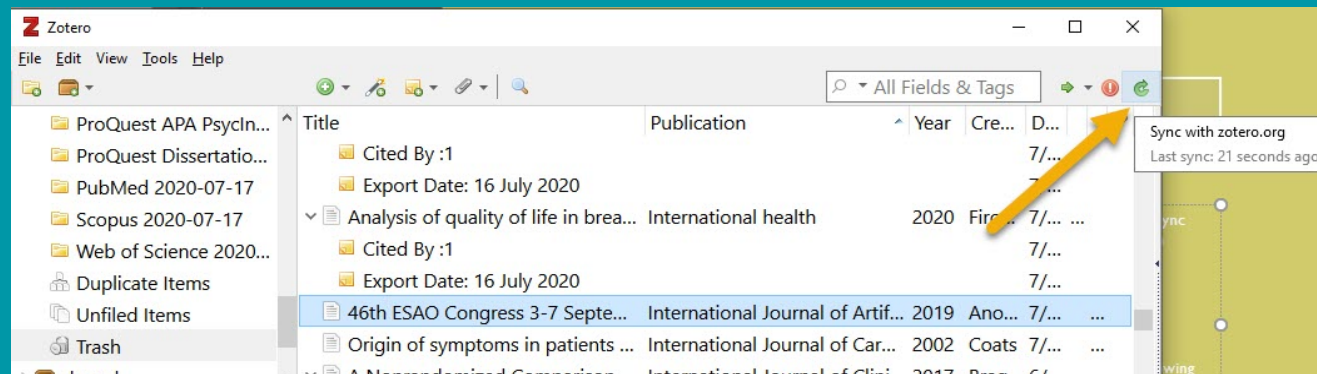 Zotero
File Edit View Tools Help
All Fields & Tags
Sync with zotero.org
Last sync: 21 seconds ago
ProQuest APA PsycIn...
ProQuest Dissertatio...
PubMed 2020-07-17
Scopus 2020-07-17
Web of Science 2020...
Duplicate Items
Unfiled Items
Trash
Title Publication Year Cre... D...
Cited By :1 7/...
Export Date: 16 July 2020
Analysis of quality of life in brea... International health 2020 7/... ...
Cited By :1 7/...
Export Date: 16 July 2020 7/...
46th ESAO Congress 3-7 Septe... International Journal of Artif... 2019 Ano... 7/... ...
Origin of symptoms in patients ... International Journal of Car... 2002 Coats 7/... ...
ync
wing